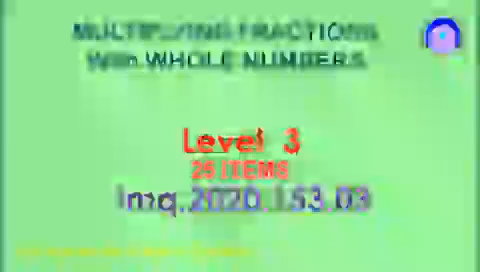 MULTIPLYING FRACTIONS
With WHOLE NUMBERS
Level 3
25 ITEMS
lmq.2020.153.03